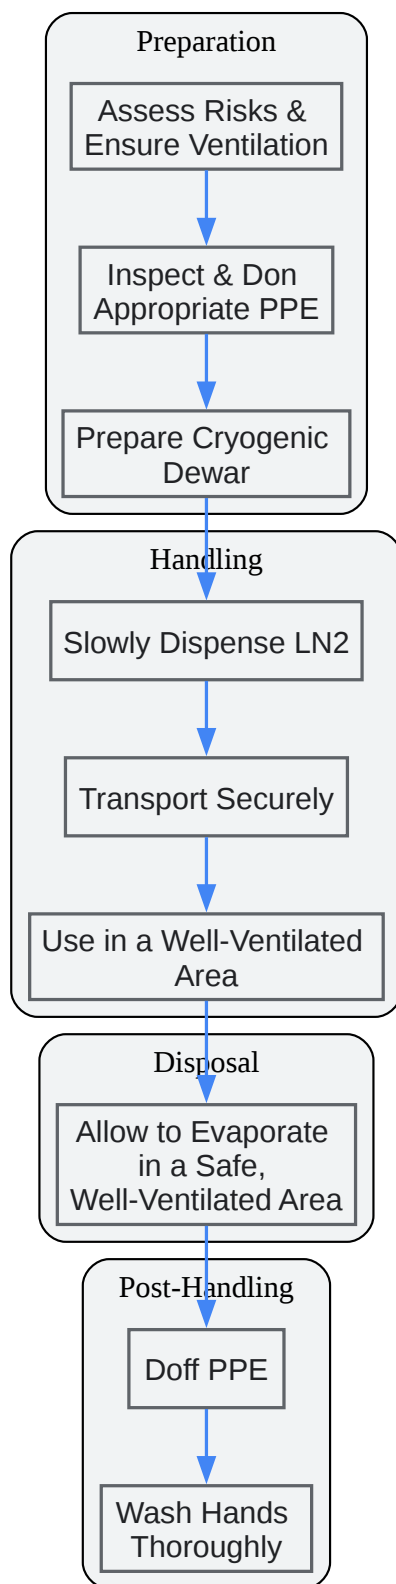 Preparation
Assess Risks &
Ensure Ventilation
Inspect & Don
Appropriate PPE
Prepare Cryogenic
Dewar
Handling
Slowly Dispense LN2
Transport Securely
Use in a Well-Ventilated
Area
Disposal
Allow to Evaporate
in a Safe,
Well-Ventilated Area
Post-Handling
Doff PPE
Wash Hands
Thoroughly